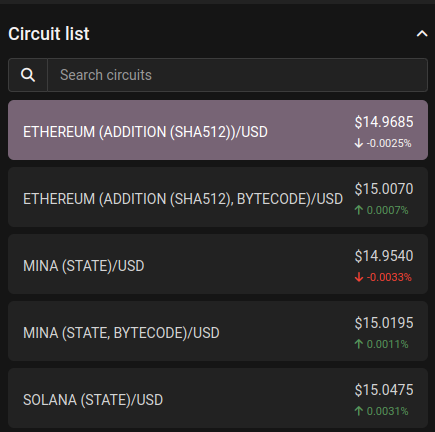 Circuit list
Search circuits
ETHEREUM (ADDITION (SHA512))/USD
$14.9685
-0.0025%
ETHEREUM (ADDITION (SHA512), BYTECODE)/USD
$15.0070
0.0007%
MINA (STATE)/USD
$14.9540
-0.0033%
MINA (STATE, BYTECODE)/USD
$15.0195
0.0011%
SOLANA (STATE)/USD
$15.0475
0.0031%